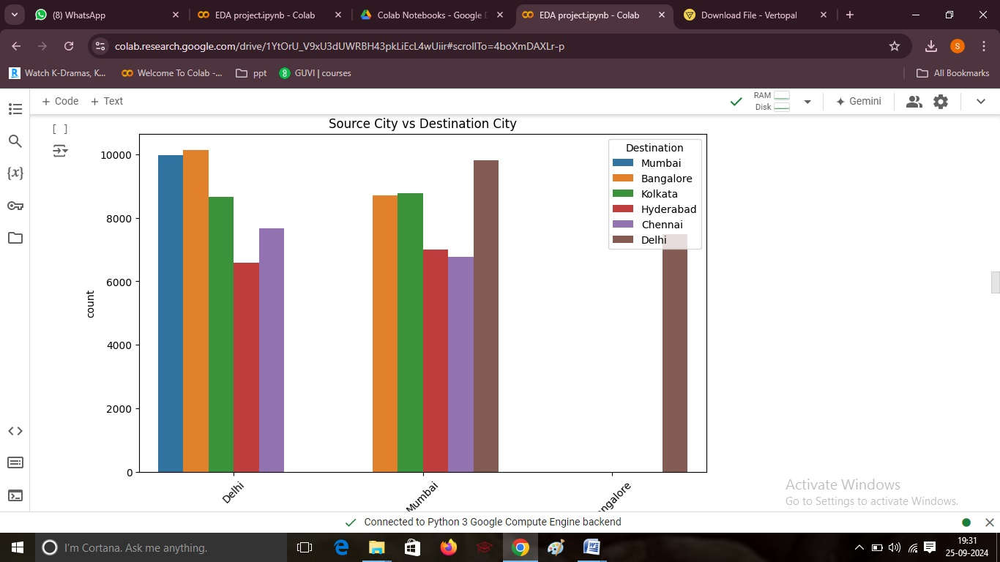 (8) WhatsApp
EDA project.ipynb - Colab
Colab Notebooks - Google D
EDA project.ipynb - Colab
Download File - Vertopal
colab.research.google.com/drive/1YtOrU_V9xU3dUWRBH43pkLiEcL4wUiir#scrollTo=4boXmDAXLr-p
S
Watch K-Dramas, K...
Welcome To Colab -...
ppt
GUVI | courses
All Bookmarks
+ Code + Text
RAM
Disk
Gemini
[ ]
{x}
Source City vs Destination City
10000
8000
6000
4000
2000
0
count
Destination
Mumbai
Bangalore
Kolkata
Hyderabad
Chennai
Delhi
Delhi
Mumbai
ngalore
Activate Windows
Go to Settings to activate Windows.
Connected to Python 3 Google Compute Engine backend
I'm Cortana. Ask me anything.
19:31
25-09-2024